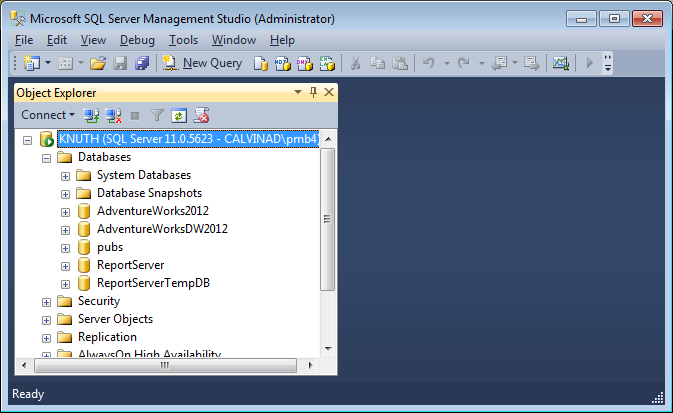 Microsoft SQL Server Management Studio (Administrator)
File Edit View Debug Tools Window Help
New Query
Object Explorer
Connect
KNUTH (SQL Server 11.0.5623 - CALVINAD\pmb4)
Databases
System Databases
Database Snapshots
AdventureWorks2012
AdventureWorksDW2012
pubs
ReportServer
ReportServerTempDB
Security
Server Objects
Replication
AlwaysOn High Availability
Ready